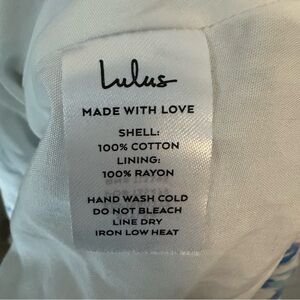 Lulus
MADE WITH LOVE
SHELL:
100% COTTON
LINING:
100% RAYON
HAND WASH COLD
DO NOT BLEACH
LINE DRY
IRON LOW HEAT